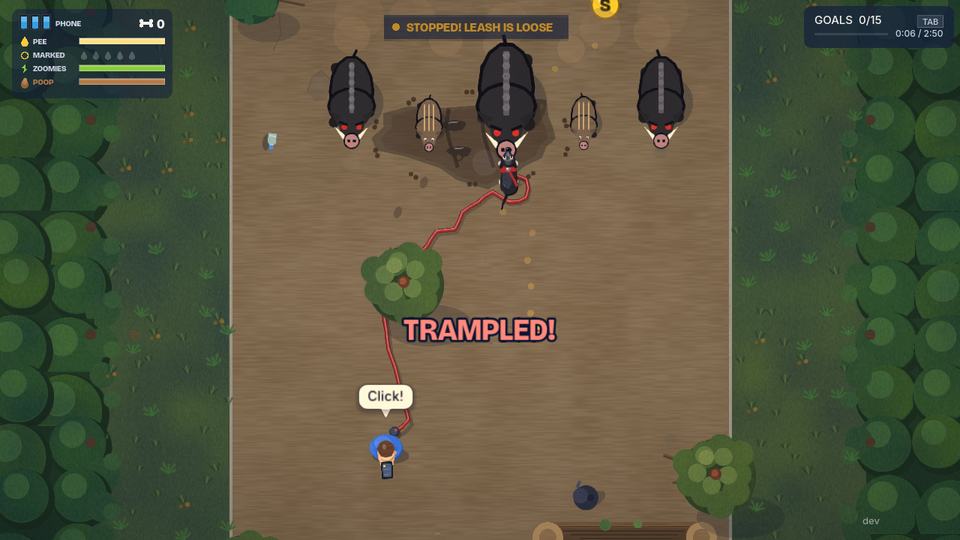 PHONE 0
PEE
MARKED
ZOOMIES
POOP
STOPPED! LEASH IS LOOSE
S
GOALS 0/15 TAB
0:06 / 2:50
TRAMPLED!
Click!
dev